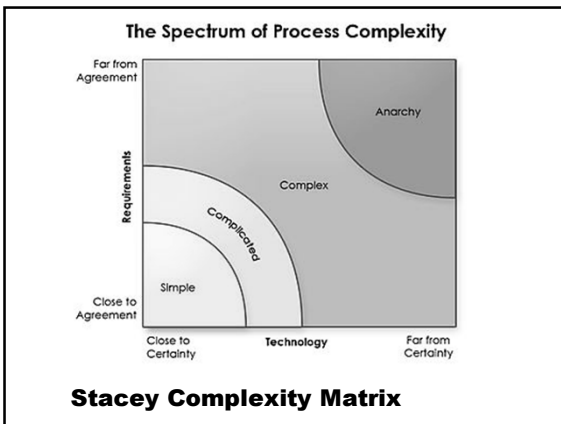 The Spectrum of Process Complexity
Far from
Agreement
Anarchy
Requirements
Complex
Complicated
Simple
Close to
Agreement
Close to
Certainty
Technology
Far from
Certainty
Stacey Complexity Matrix